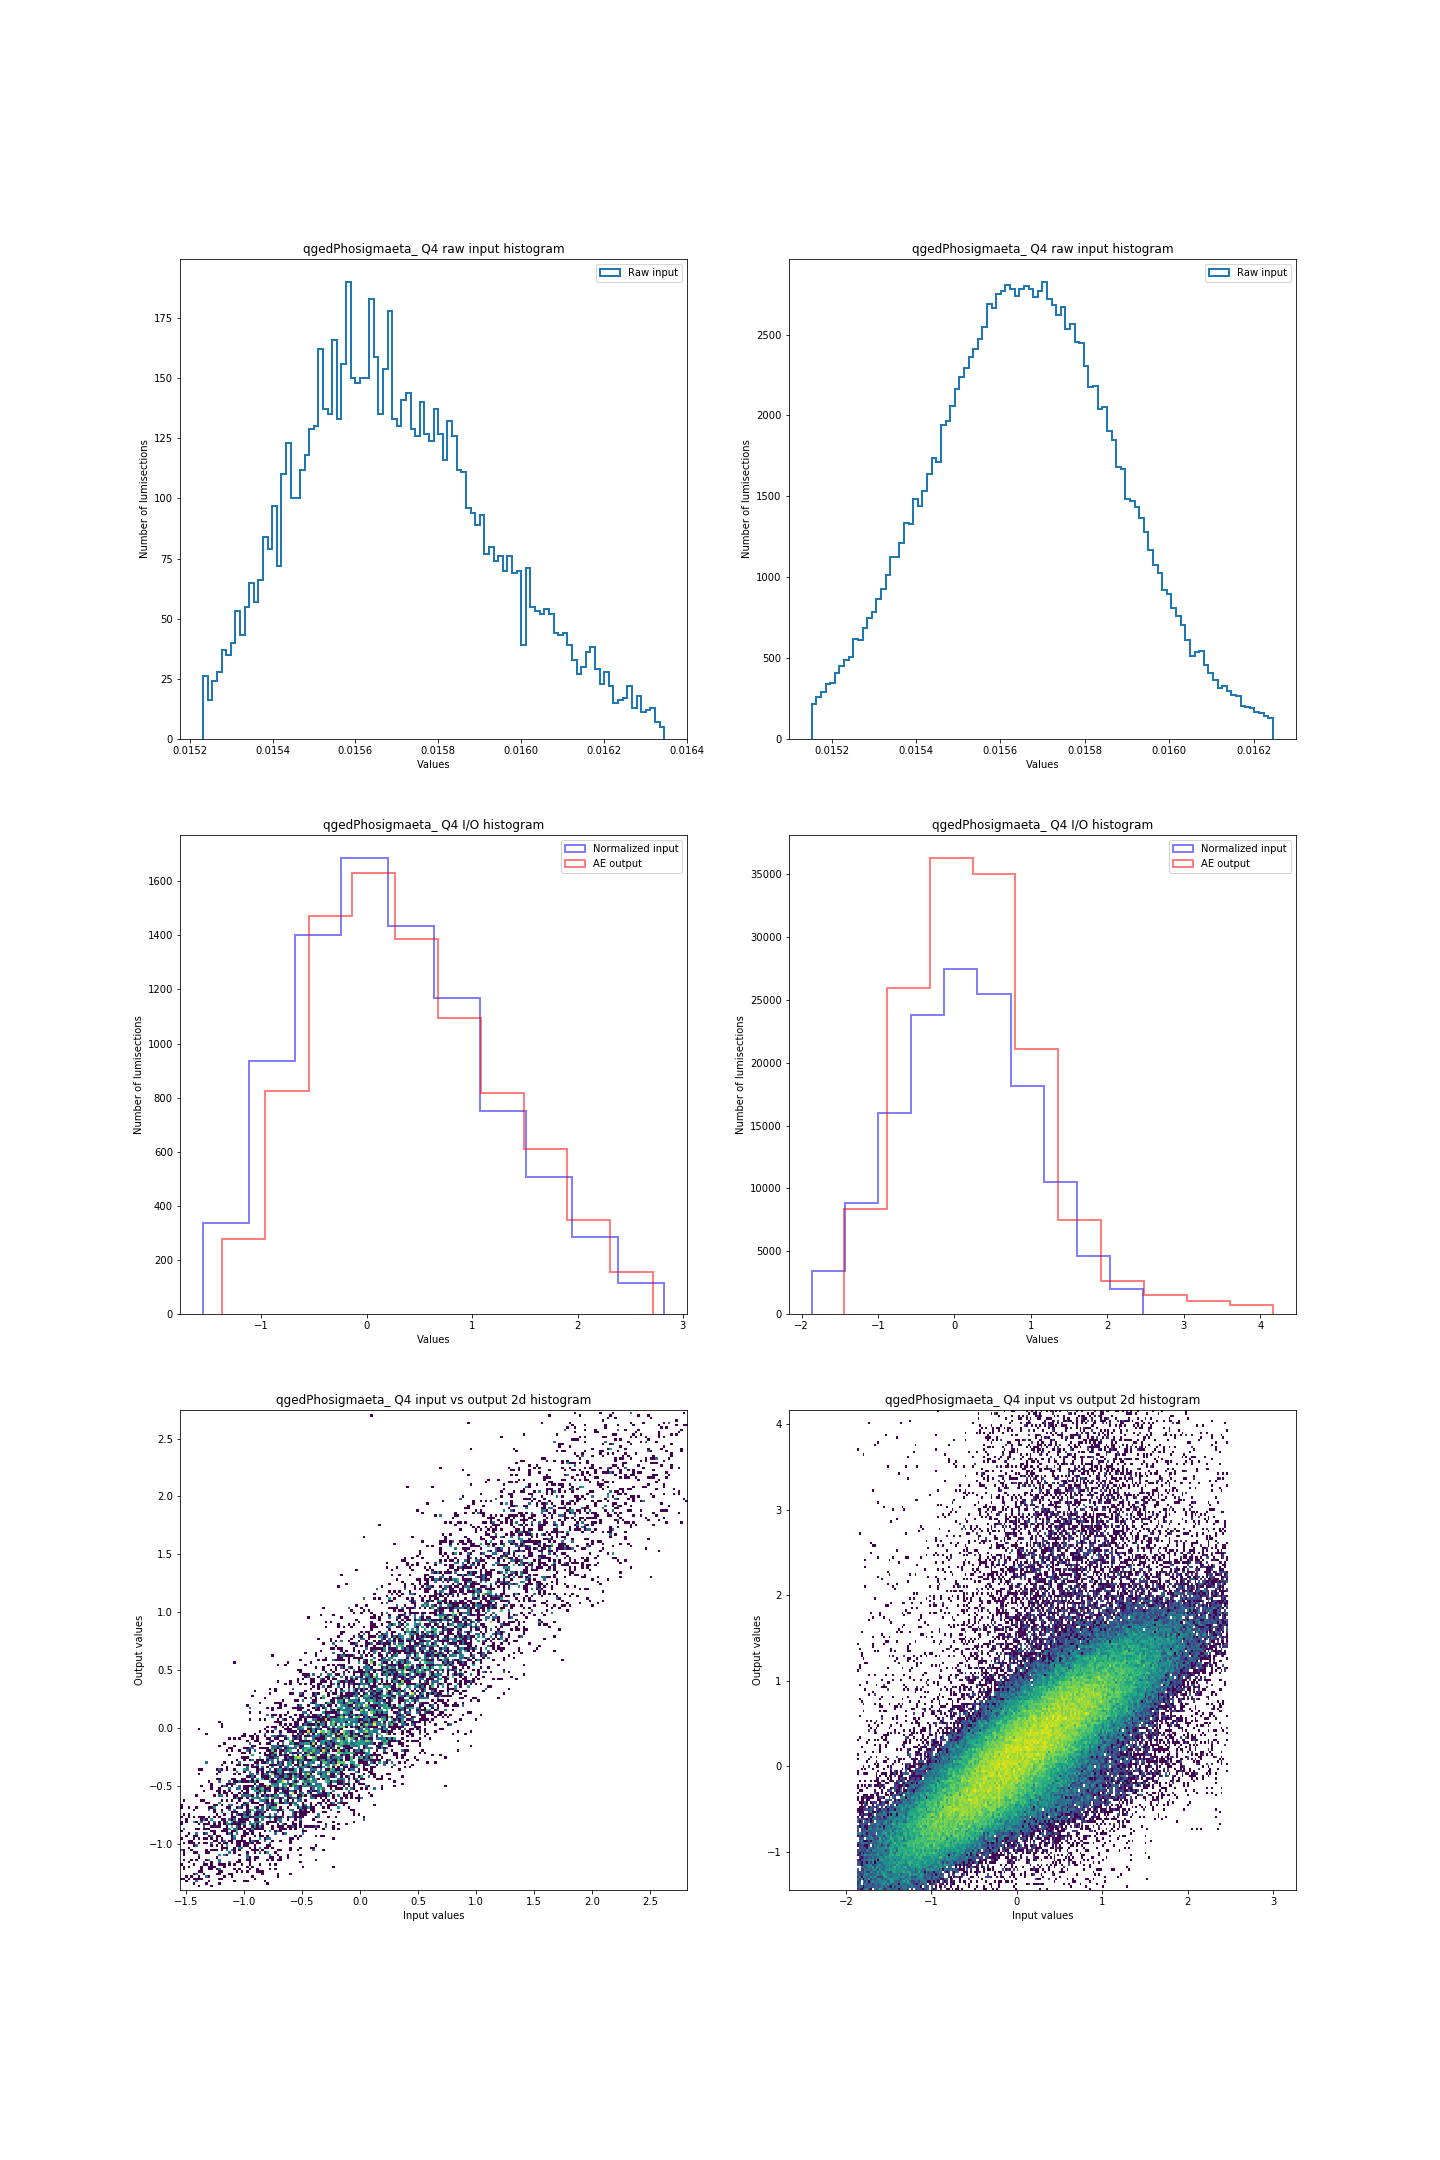 qgedPhosigmaeta_ Q4 raw input histogram
Raw input
Number of lumisections
175
150
125
100
75
50
25
0
0.0152 0.0154 0.0156 0.0158 0.0160 0.0162 0.0164
Values
qgedPhosigmaeta_ Q4 raw input histogram
Raw input
Number of lumisections
2500
2000
1500
1000
500
0
0.0152 0.0154 0.0156 0.0158 0.0160 0.0162
Values
qgedPhosigmaeta_ Q4 I/O histogram
Normalized input
AE output
Number of lumisections
1600
1400
1200
1000
800
600
400
200
0
−1 0 1 2 3
Values
qgedPhosigmaeta_ Q4 I/O histogram
Normalized input
AE output
Number of lumisections
35000
30000
25000
20000
15000
10000
5000
0
−2 −1 0 1 2 3 4
Values
qgedPhosigmaeta_ Q4 input vs output 2d histogram
Output values
2.5
2.0
1.5
1.0
0.5
0.0
−0.5
−1.0
−1.5 −1.0 −0.5 0.0 0.5 1.0 1.5 2.0 2.5
Input values
qgedPhosigmaeta_ Q4 input vs output 2d histogram
Output values
4
3
2
1
0
−1
−2 −1 0 1 2 3
Input values